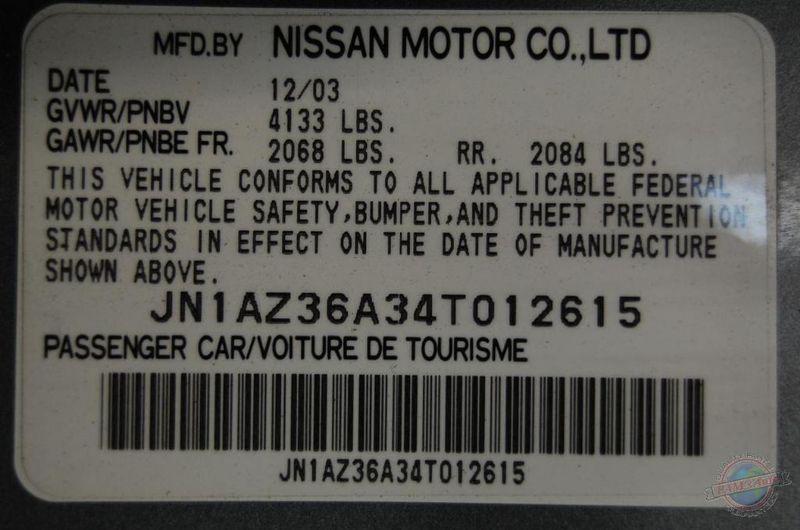 MFD.BY NISSAN MOTOR CO.,LTD
DATE 12/03
GVWR/PNBV 4133 LBS.
GAWR/PNBE FR. 2068 LBS. RR. 2084 LBS.
THIS VEHICLE CONFORMS TO ALL APPLICABLE FEDERAL
MOTOR VEHICLE SAFETY,BUMPER,AND THEFT PREVENTION
STANDARDS IN EFFECT ON THE DATE OF MANUFACTURE
SHOWN ABOVE.
JN1AZ36A34T012615
PASSENGER CAR/VOITURE DE TOURISME
JN1AZ36A34T012615